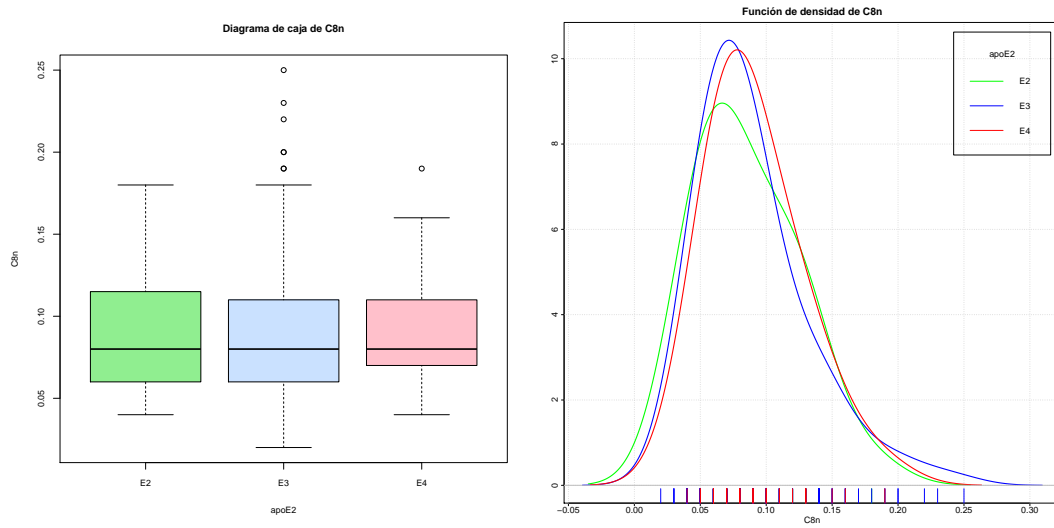 Diagrama de caja de C8n
0.25
0.20
0.15
0.10
0.05
C8n
E2
E3
E4
apoE2
Función de densidad de C8n
apoE2
E2
E3
E4
10
8
6
4
2
0
-0.05
0.00
0.05
0.10
0.15
0.20
0.25
0.30
C8n